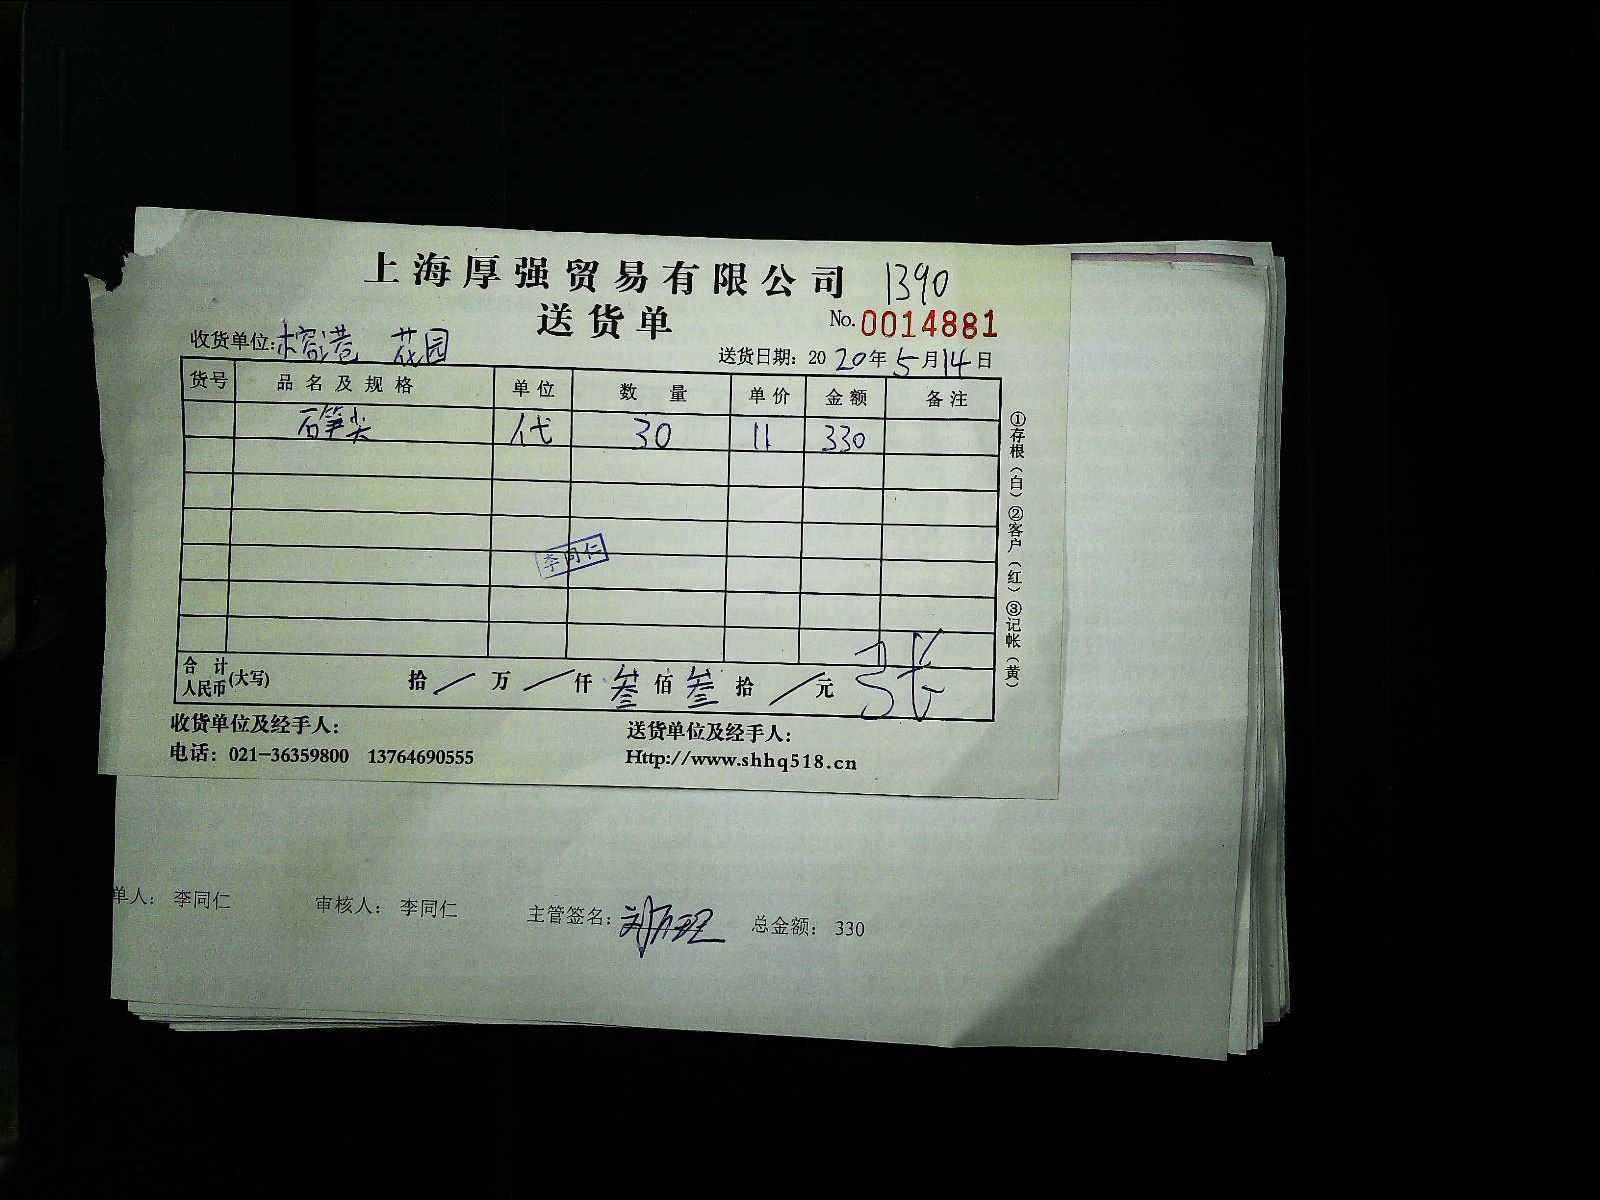 上海厚强贸易有限公司 1390
送货单 No. 0014881
收货单位: 榕港 花园 送货日期: 2020年5月14日
货号 品名及规格 单位 数量 单价 金额 备注
石笋尖 代 30 11 330
李同仁
合计人民币(大写) 拾 / 万 / 仟 叁 佰 叁 拾 / 元
收货单位及经手人: 送货单位及经手人:
电话: 021-36359800 13764690555 Http://www.shhq518.cn
①存根(白)②客户(红)③记帐(黄)
单人: 李同仁 审核人: 李同仁 主管签名: 总金额: 330